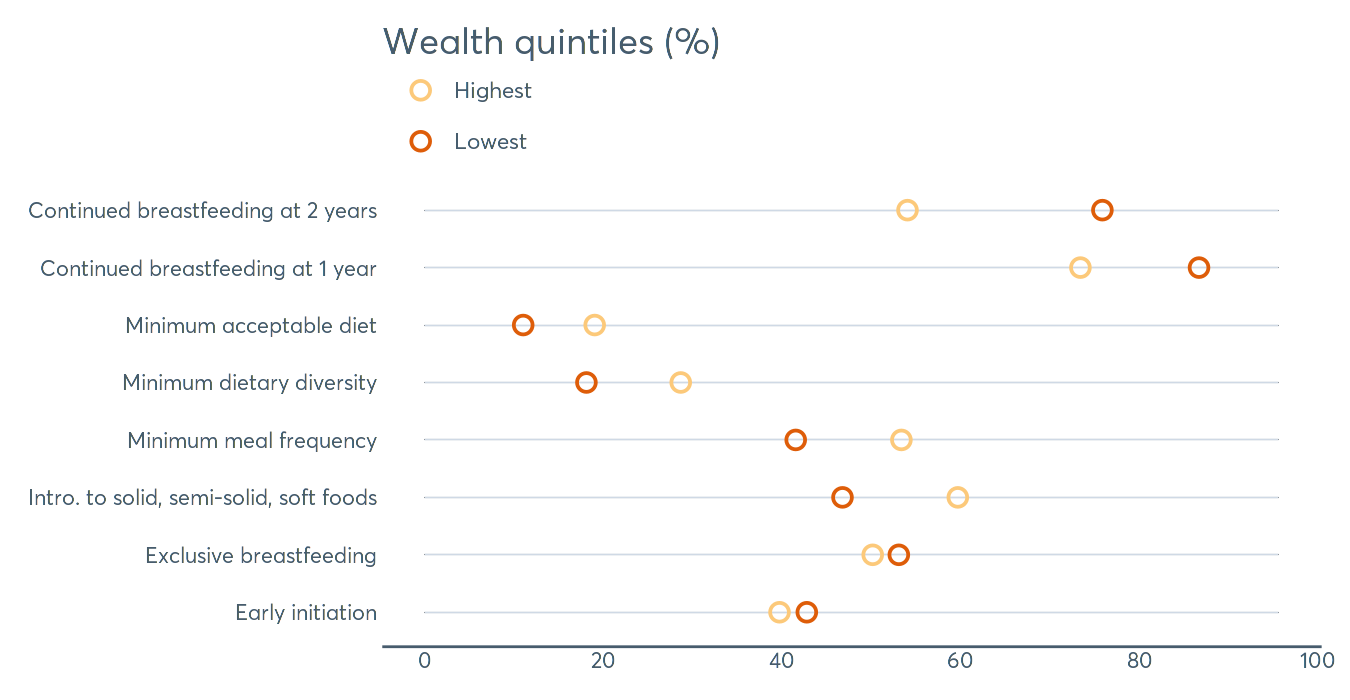 Wealth quintiles (%)
Highest
Lowest
Continued breastfeeding at 2 years
Continued breastfeeding at 1 year
Minimum acceptable diet
Minimum dietary diversity
Minimum meal frequency
Intro. to solid, semi-solid, soft foods
Exclusive breastfeeding
Early initiation
0 20 40 60 80 100